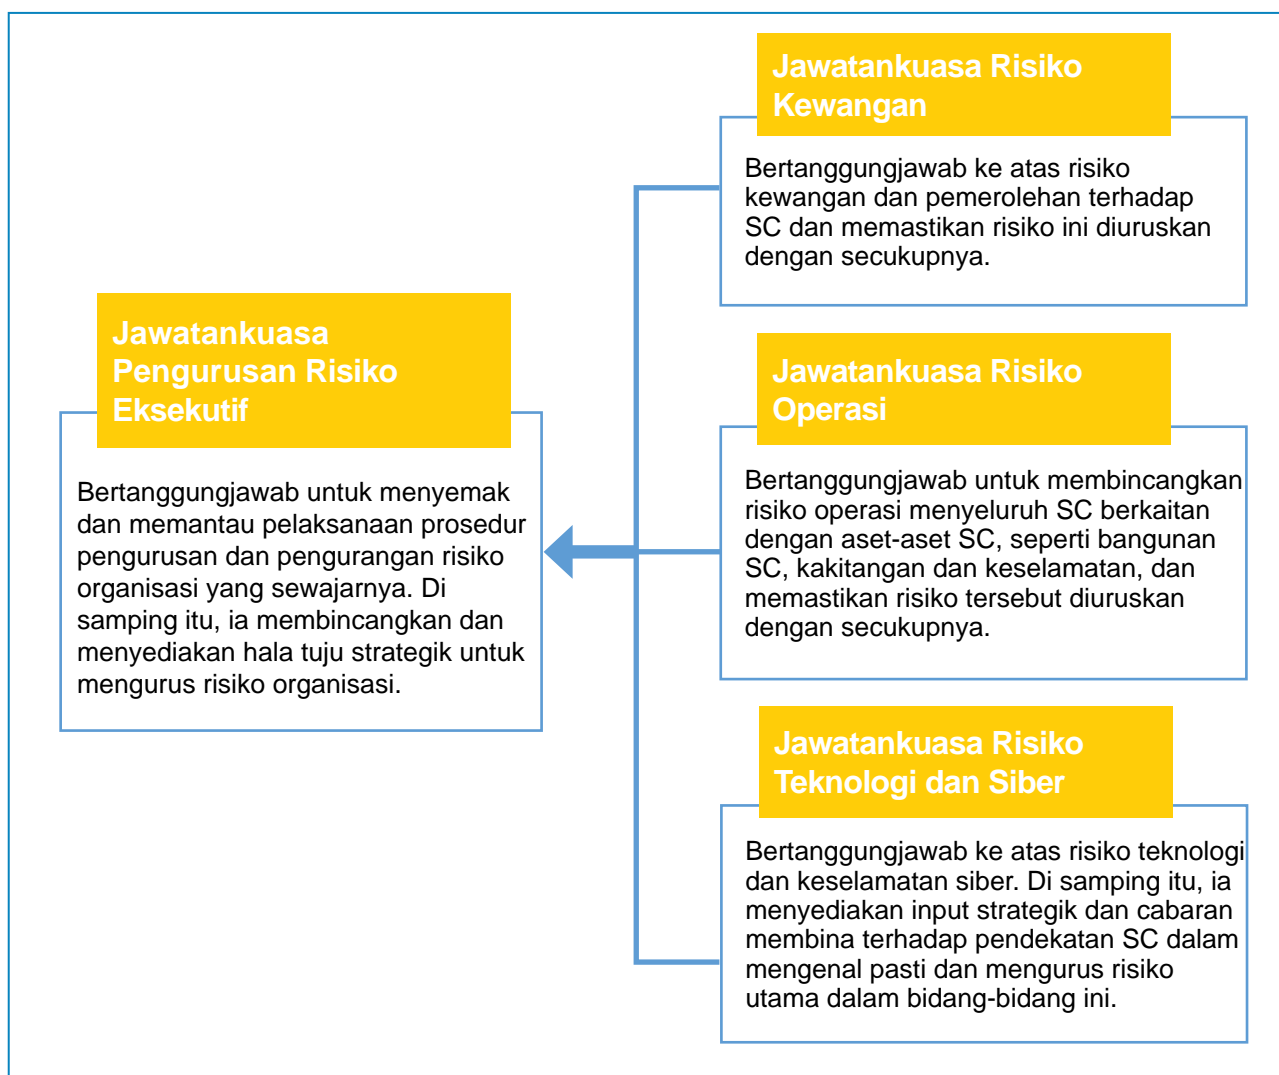 Jawatankuasa
Pengurusan Risiko
Eksekutif
Bertanggungjawab untuk menyemak
dan memantau pelaksanaan prosedur
pengurusan dan pengurangan risiko
organisasi yang sewajarnya. Di
samping itu, ia membincangkan dan
menyediakan hala tuju strategik untuk
mengurus risiko organisasi.
Jawatankuasa Risiko
Kewangan
Bertanggungjawab ke atas risiko
kewangan dan pemerolehan terhadap
SC dan memastikan risiko ini diuruskan
dengan secukupnya.
Jawatankuasa Risiko
Operasi
Bertanggungjawab untuk membincangkan
risiko operasi menyeluruh SC berkaitan
dengan aset-aset SC, seperti bangunan
SC, kakitangan dan keselamatan, dan
memastikan risiko tersebut diuruskan
dengan secukupnya.
Jawatankuasa Risiko
Teknologi dan Siber
Bertanggungjawab ke atas risiko teknologi
dan keselamatan siber. Di samping itu, ia
menyediakan input strategik dan cabaran
membina terhadap pendekatan SC dalam
mengenal pasti dan mengurus risiko
utama dalam bidang-bidang ini.